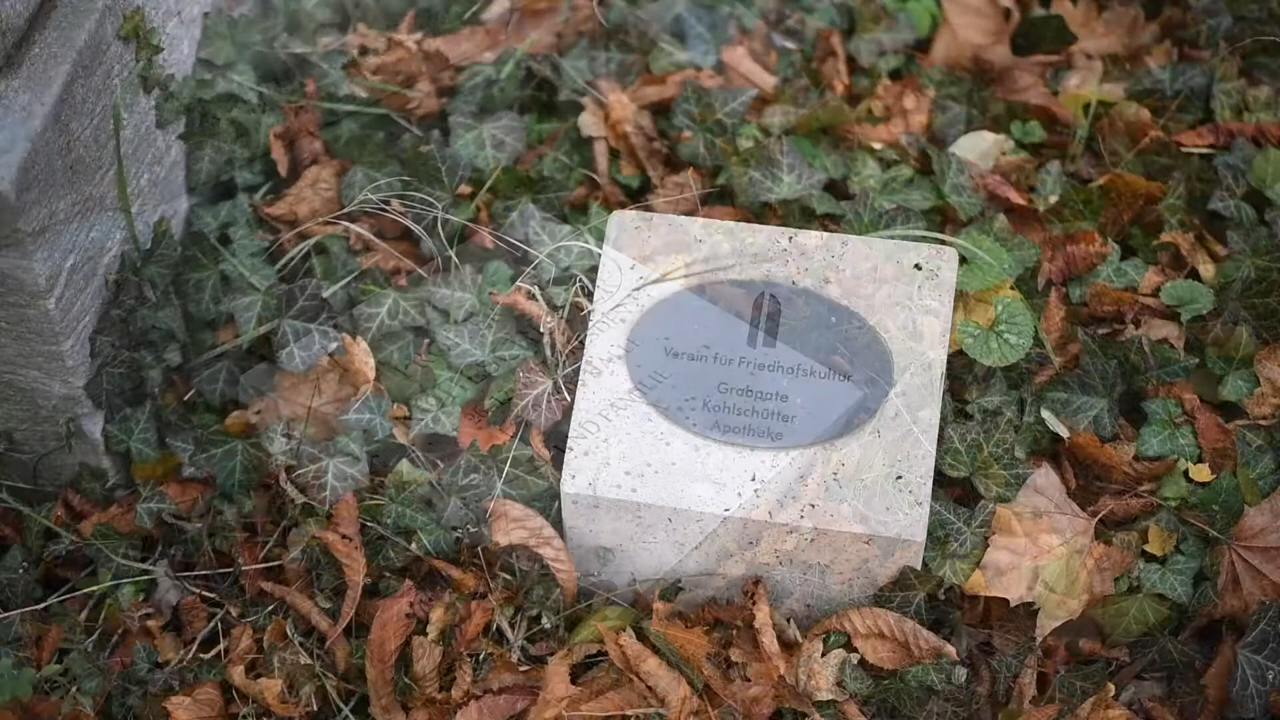 Verein für Friedhofskultur
Grabpate
Kohlschütter
Apotheke